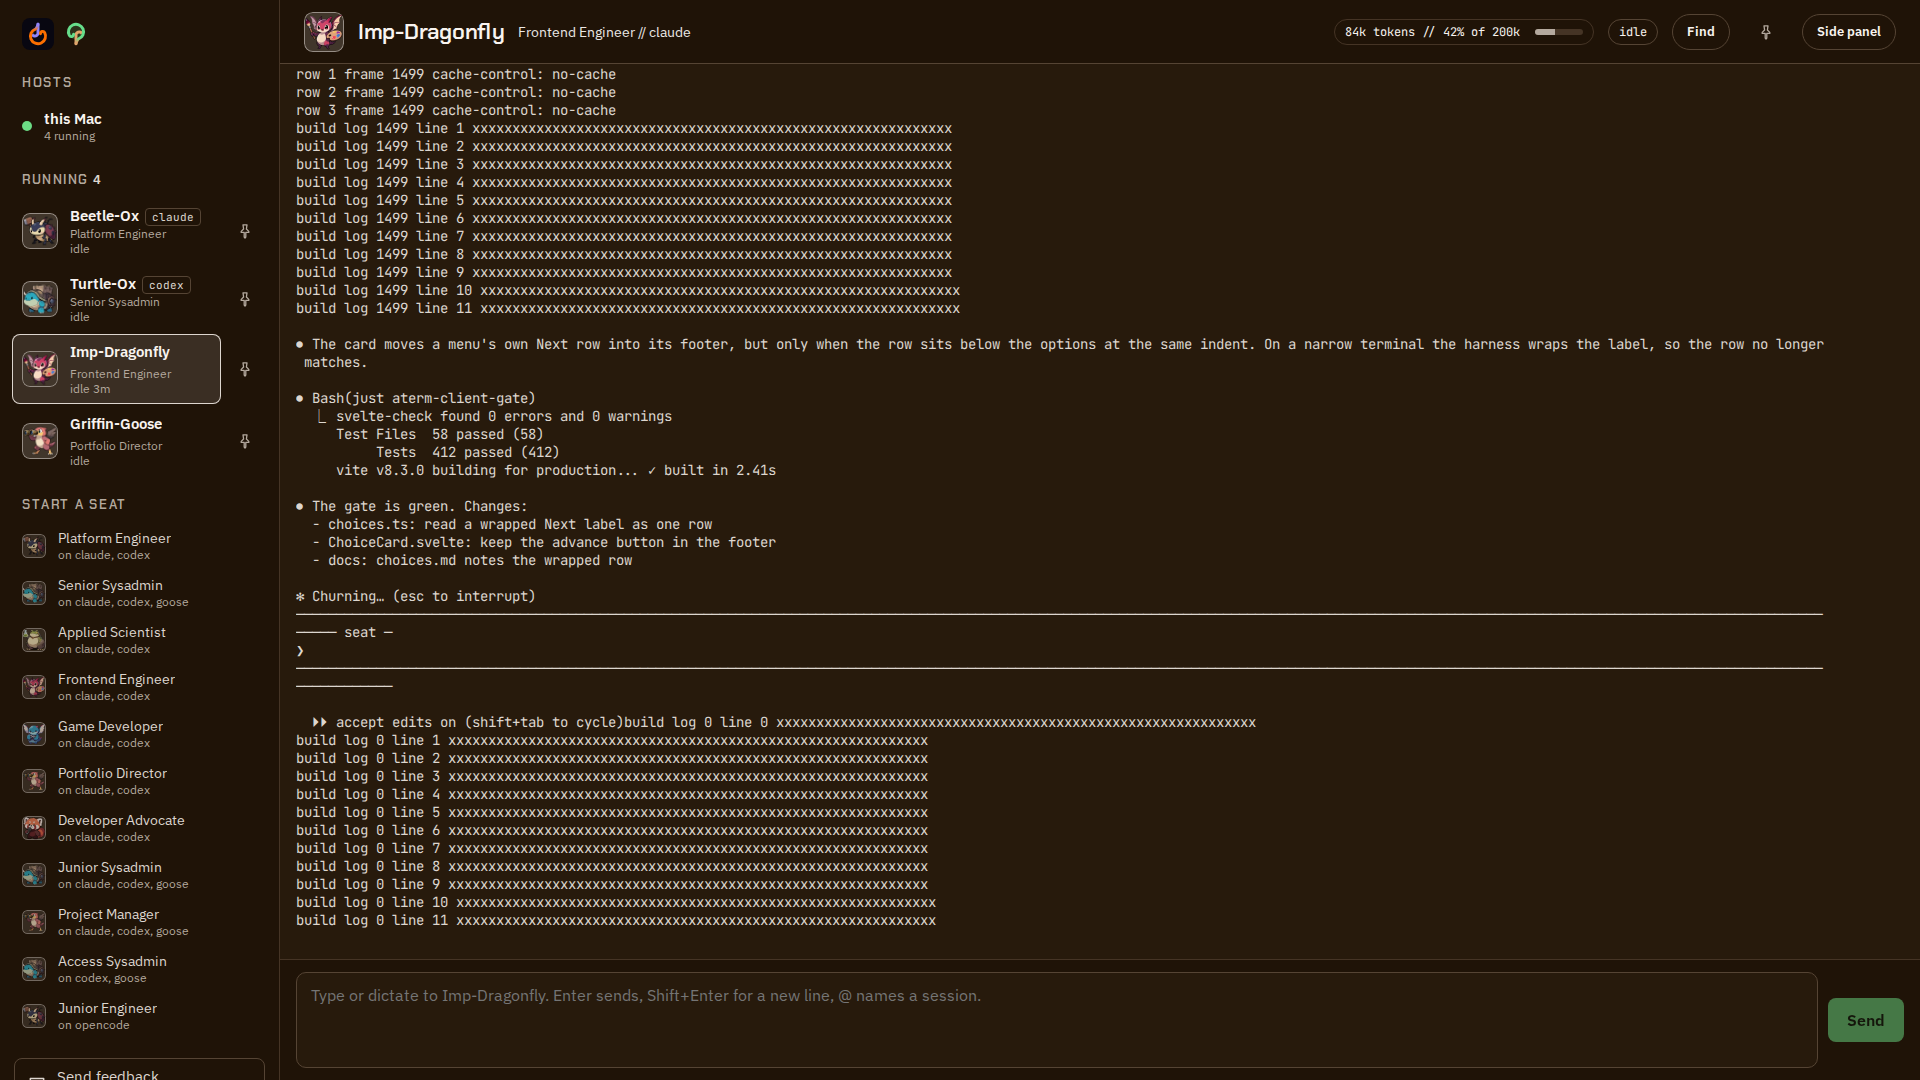 HOSTS
this Mac
4 running
RUNNING 4
Beetle-Ox claude
Platform Engineer
idle
Turtle-Ox codex
Senior Sysadmin
idle
Imp-Dragonfly
Frontend Engineer
idle 3m
Griffin-Goose
Portfolio Director
idle
START A SEAT
Platform Engineer
on claude, codex
Senior Sysadmin
on claude, codex, goose
Applied Scientist
on claude, codex
Frontend Engineer
on claude, codex
Game Developer
on claude, codex
Portfolio Director
on claude, codex
Developer Advocate
on claude, codex
Junior Sysadmin
on claude, codex, goose
Project Manager
on claude, codex, goose
Access Sysadmin
on codex, goose
Junior Engineer
on opencode
Send feedback
Imp-Dragonfly Frontend Engineer // claude
84k tokens // 42% of 200k
idle
Find
Side panel
row 1 frame 1499 cache-control: no-cache
row 2 frame 1499 cache-control: no-cache
row 3 frame 1499 cache-control: no-cache
build log 1499 line 1 xxxxxxxxxxxxxxxxxxxxxxxxxxxxxxxxxxxxxxxxxxxxxxxxxxxxxxxxxxxx
build log 1499 line 2 xxxxxxxxxxxxxxxxxxxxxxxxxxxxxxxxxxxxxxxxxxxxxxxxxxxxxxxxxxxx
build log 1499 line 3 xxxxxxxxxxxxxxxxxxxxxxxxxxxxxxxxxxxxxxxxxxxxxxxxxxxxxxxxxxxx
build log 1499 line 4 xxxxxxxxxxxxxxxxxxxxxxxxxxxxxxxxxxxxxxxxxxxxxxxxxxxxxxxxxxxx
build log 1499 line 5 xxxxxxxxxxxxxxxxxxxxxxxxxxxxxxxxxxxxxxxxxxxxxxxxxxxxxxxxxxxx
build log 1499 line 6 xxxxxxxxxxxxxxxxxxxxxxxxxxxxxxxxxxxxxxxxxxxxxxxxxxxxxxxxxxxx
build log 1499 line 7 xxxxxxxxxxxxxxxxxxxxxxxxxxxxxxxxxxxxxxxxxxxxxxxxxxxxxxxxxxxx
build log 1499 line 8 xxxxxxxxxxxxxxxxxxxxxxxxxxxxxxxxxxxxxxxxxxxxxxxxxxxxxxxxxxxx
build log 1499 line 9 xxxxxxxxxxxxxxxxxxxxxxxxxxxxxxxxxxxxxxxxxxxxxxxxxxxxxxxxxxxx
build log 1499 line 10 xxxxxxxxxxxxxxxxxxxxxxxxxxxxxxxxxxxxxxxxxxxxxxxxxxxxxxxxxxxx
build log 1499 line 11 xxxxxxxxxxxxxxxxxxxxxxxxxxxxxxxxxxxxxxxxxxxxxxxxxxxxxxxxxxxx
● The card moves a menu's own Next row into its footer, but only when the row sits below the options at the same indent. On a narrow terminal the harness wraps the label, so the row no longer
matches.
● Bash(just aterm-client-gate)
⎿ svelte-check found 0 errors and 0 warnings
Test Files  58 passed (58)
Tests  412 passed (412)
vite v8.3.0 building for production... ✓ built in 2.41s
● The gate is green. Changes:
- choices.ts: read a wrapped Next label as one row
- ChoiceCard.svelte: keep the advance button in the footer
- docs: choices.md notes the wrapped row
✻ Churning… (esc to interrupt)
───── seat ─
❯
⏵⏵ accept edits on (shift+tab to cycle)build log 0 line 0 xxxxxxxxxxxxxxxxxxxxxxxxxxxxxxxxxxxxxxxxxxxxxxxxxxxxxxxxxxxx
build log 0 line 1 xxxxxxxxxxxxxxxxxxxxxxxxxxxxxxxxxxxxxxxxxxxxxxxxxxxxxxxxxxxx
build log 0 line 2 xxxxxxxxxxxxxxxxxxxxxxxxxxxxxxxxxxxxxxxxxxxxxxxxxxxxxxxxxxxx
build log 0 line 3 xxxxxxxxxxxxxxxxxxxxxxxxxxxxxxxxxxxxxxxxxxxxxxxxxxxxxxxxxxxx
build log 0 line 4 xxxxxxxxxxxxxxxxxxxxxxxxxxxxxxxxxxxxxxxxxxxxxxxxxxxxxxxxxxxx
build log 0 line 5 xxxxxxxxxxxxxxxxxxxxxxxxxxxxxxxxxxxxxxxxxxxxxxxxxxxxxxxxxxxx
build log 0 line 6 xxxxxxxxxxxxxxxxxxxxxxxxxxxxxxxxxxxxxxxxxxxxxxxxxxxxxxxxxxxx
build log 0 line 7 xxxxxxxxxxxxxxxxxxxxxxxxxxxxxxxxxxxxxxxxxxxxxxxxxxxxxxxxxxxx
build log 0 line 8 xxxxxxxxxxxxxxxxxxxxxxxxxxxxxxxxxxxxxxxxxxxxxxxxxxxxxxxxxxxx
build log 0 line 9 xxxxxxxxxxxxxxxxxxxxxxxxxxxxxxxxxxxxxxxxxxxxxxxxxxxxxxxxxxxx
build log 0 line 10 xxxxxxxxxxxxxxxxxxxxxxxxxxxxxxxxxxxxxxxxxxxxxxxxxxxxxxxxxxxx
build log 0 line 11 xxxxxxxxxxxxxxxxxxxxxxxxxxxxxxxxxxxxxxxxxxxxxxxxxxxxxxxxxxxx
Type or dictate to Imp-Dragonfly. Enter sends, Shift+Enter for a new line, @ names a session.
Send